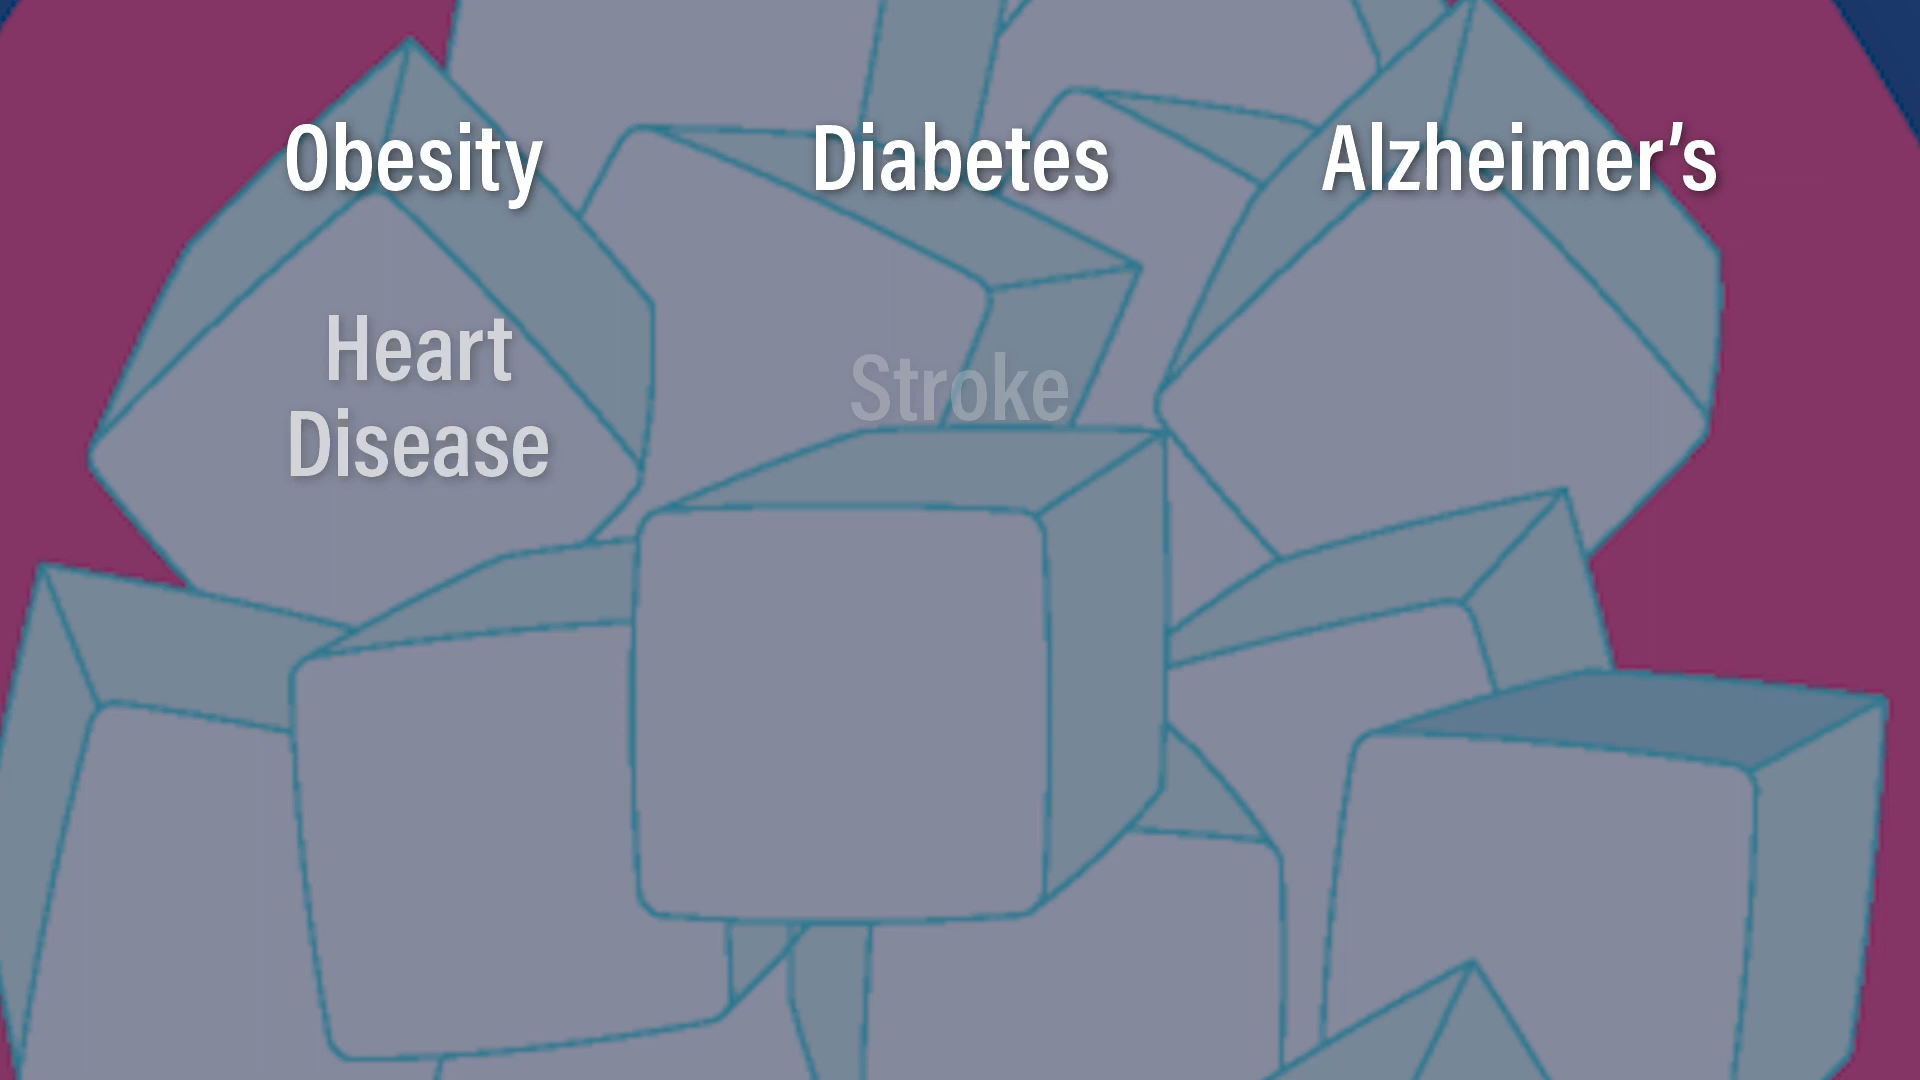 Obesity
Diabetes
Alzheimer’s
Heart
Disease
Stroke